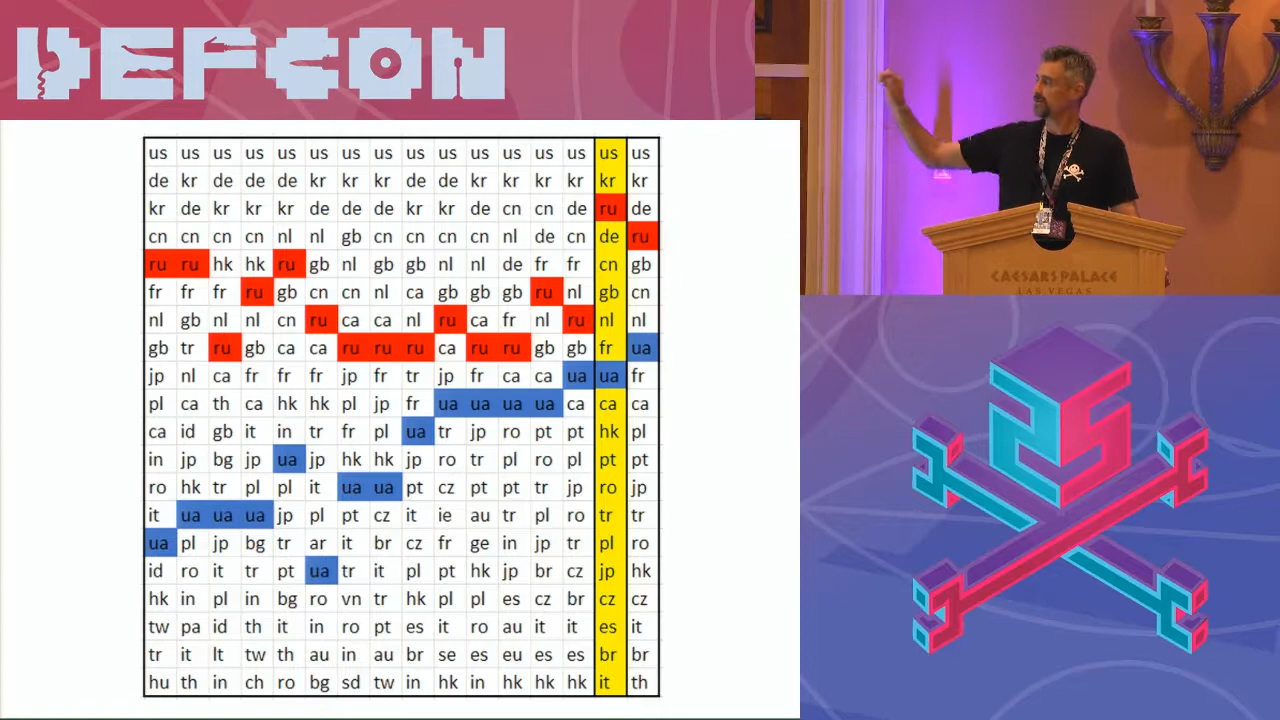 DEFCON
us us us us us us us us us us us us us us us us
de kr de de de kr kr kr de de kr kr kr kr kr kr
kr de kr kr kr de de de kr kr de cn cn de ru de
cn cn cn cn nl nl gb cn cn cn cn nl de cn de ru
ru ru hk hk ru gb nl gb gb nl nl de fr fr cn gb
fr fr fr ru gb cn cn nl ca gb gb gb ru nl gb cn
nl gb nl nl cn ru ca ca nl ru ca fr nl ru nl nl
gb tr ru gb ca ca ru ru ru ca ru ru gb gb fr ua
jp nl ca fr fr fr jp fr tr jp fr ca ca ua ua fr
pl ca th ca hk hk pl jp fr ua ua ua ua ca ca ca
ca id gb it in tr fr pl ua tr jp ro pt pt hk pl
in jp bg jp ua jp hk hk jp ro tr pl ro pl pt pt
ro hk tr pl pl it ua ua pt cz pt pt tr jp ro jp
it ua ua ua jp pl pt cz it ie au tr pl ro tr tr
ua pl jp bg tr ar it br cz fr ge in jp tr pl ro
id ro it tr pt ua tr it pl pt hk jp br cz jp hk
hk in pl in bg ro vn tr hk pl pl es cz br cz cz
tw pa id th it in ro pt es it ro au it it es it
tr it lt tw th au in au br se es eu es es br br
hu th in ch ro bg sd tw in hk in hk hk hk it th
CAESARS PALACE
LAS VEGAS
25